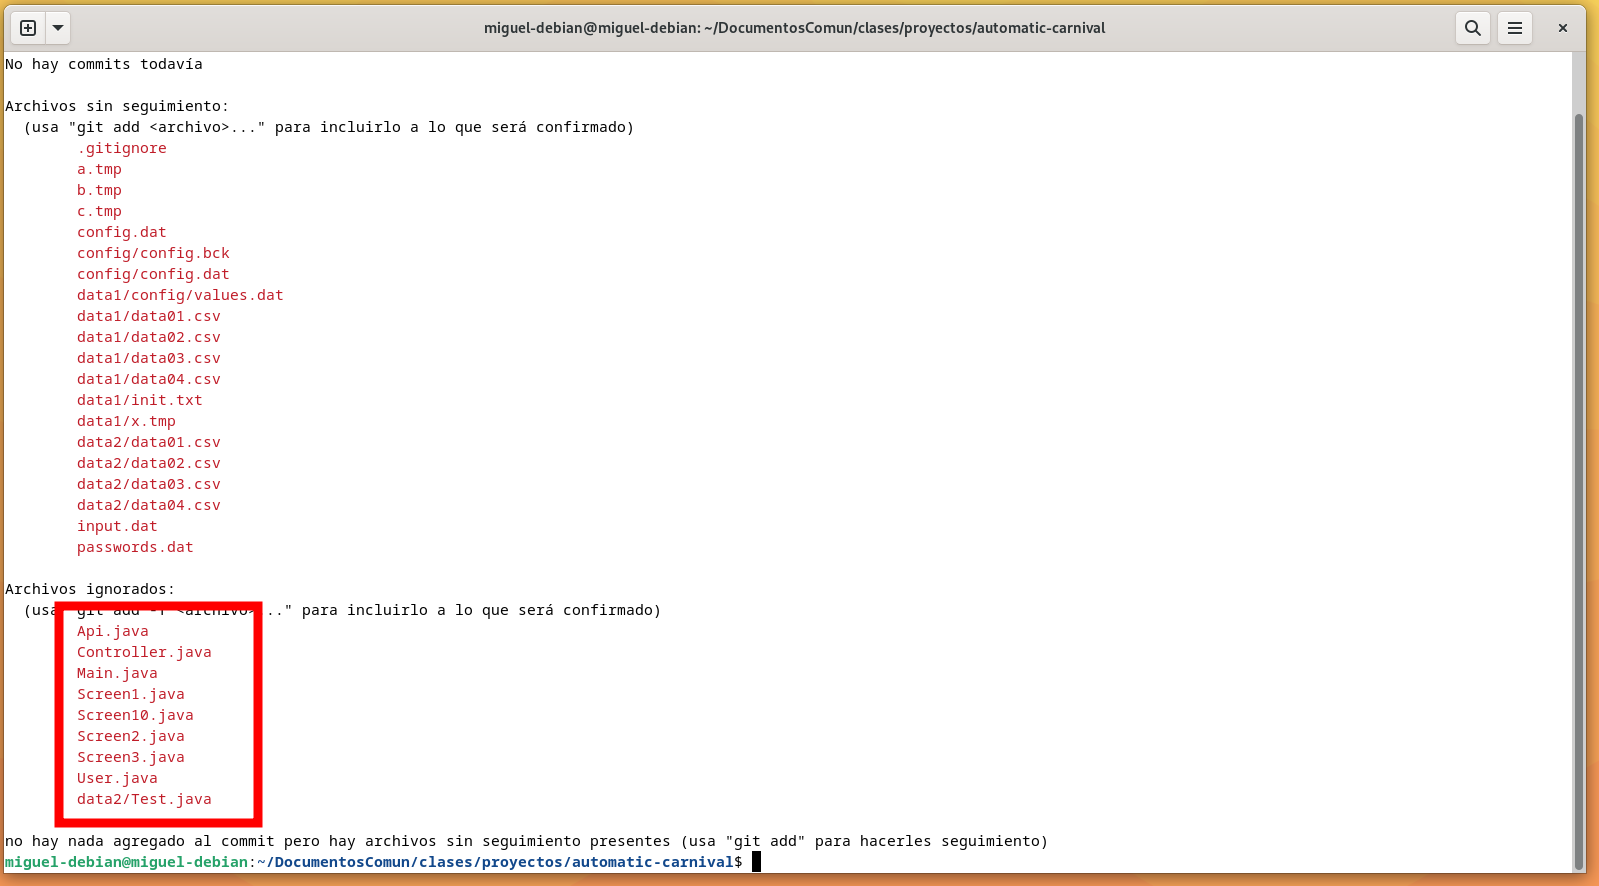 miguel-debian@miguel-debian: ~/DocumentosComun/clases/proyectos/automatic-carnival
No hay commits todavía
Archivos sin seguimiento:
(usa "git add <archivo>..." para incluirlo a lo que será confirmado)
.gitignore
a.tmp
b.tmp
c.tmp
config.dat
config/config.bck
config/config.dat
data1/config/values.dat
data1/data01.csv
data1/data02.csv
data1/data03.csv
data1/data04.csv
data1/init.txt
data1/x.tmp
data2/data01.csv
data2/data02.csv
data2/data03.csv
data2/data04.csv
input.dat
passwords.dat
Archivos ignorados:
(usa "git add -f <archivo>..." para incluirlo a lo que será confirmado)
Api.java
Controller.java
Main.java
Screen1.java
Screen10.java
Screen2.java
Screen3.java
User.java
data2/Test.java
no hay nada agregado al commit pero hay archivos sin seguimiento presentes (usa "git add" para hacerles seguimiento)
miguel-debian@miguel-debian:~/DocumentosComun/clases/proyectos/automatic-carnival$